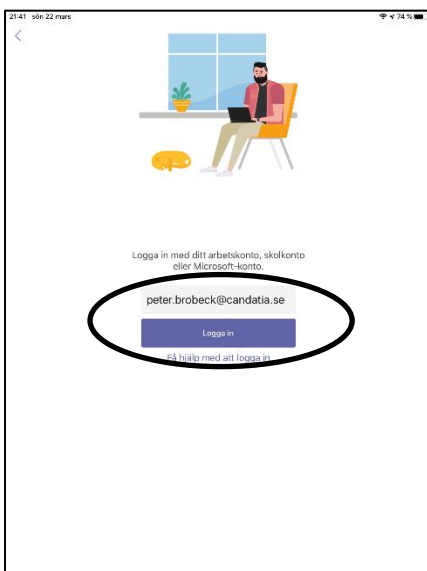 21:41 sön 22 mars
74 %
Logga in med ditt arbetskonto, skolkonto
eller Microsoft-konto.
peter.brobeck@candatia.se
Logga in
Få hjälp med att logga in